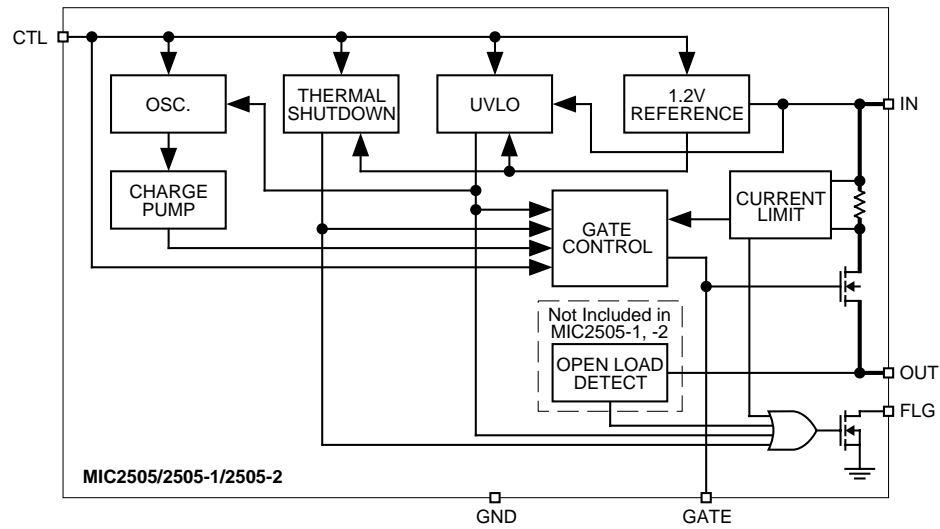 CTL
OSC.
THERMAL
SHUTDOWN
UVLO
1.2V
REFERENCE
IN
CHARGE
PUMP
GATE
CONTROL
CURRENT
LIMIT
Not Included in
MIC2505-1, -2
OPEN LOAD
DETECT
OUT
FLG
MIC2505/2505-1/2505-2
GND
GATE